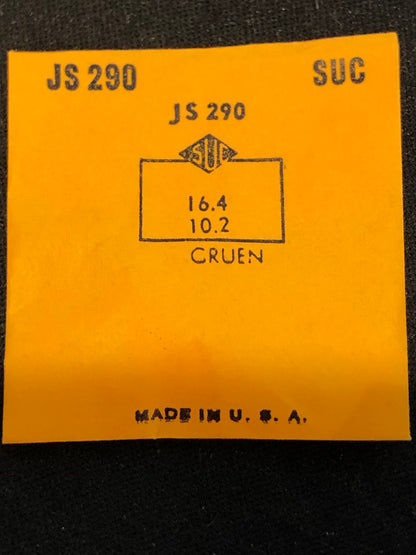 JS 290 SUC
JS 290
SUC
16.4
10.2
GRUEN
MADE IN U. S. A.